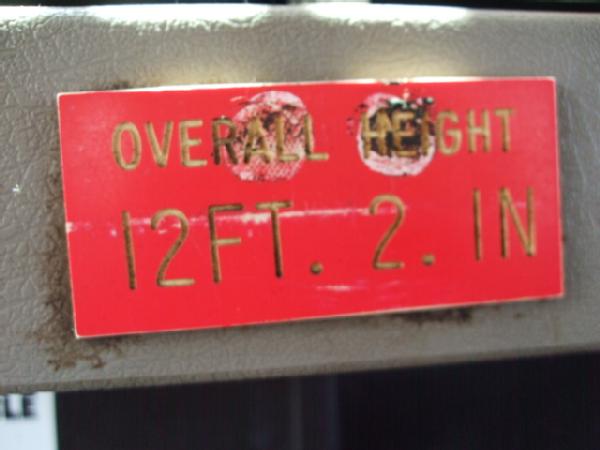 OVERALL HEIGHT
12FT. 2. IN